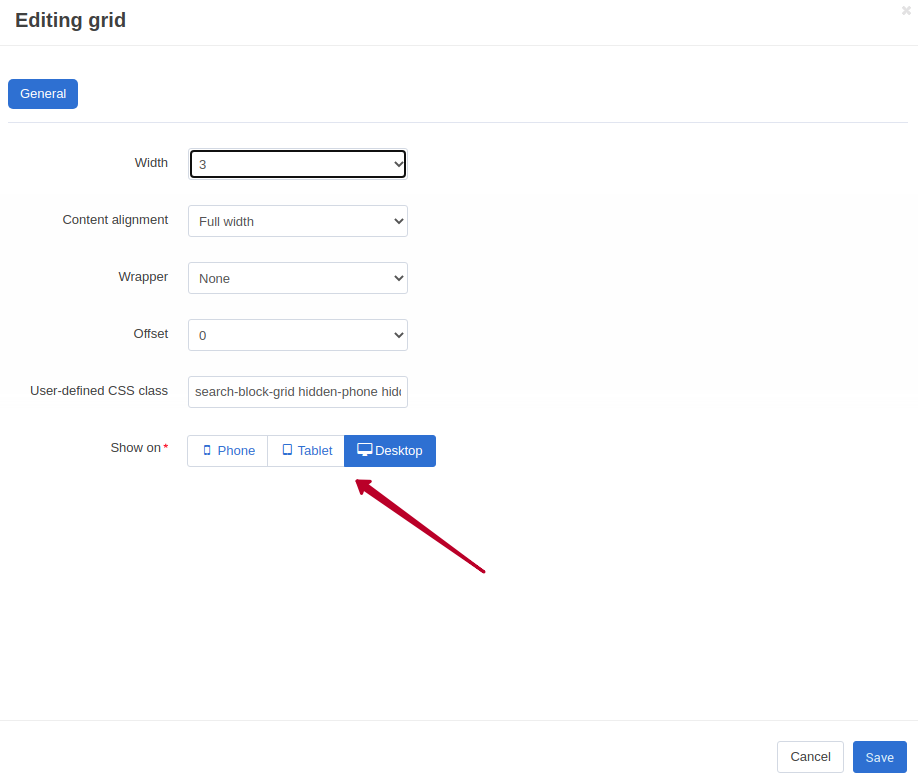 Editing grid
General
Width 3
Content alignment Full width
Wrapper None
Offset 0
User-defined CSS class search-block-grid hidden-phone hid
Show on* Phone Tablet Desktop
Cancel Save